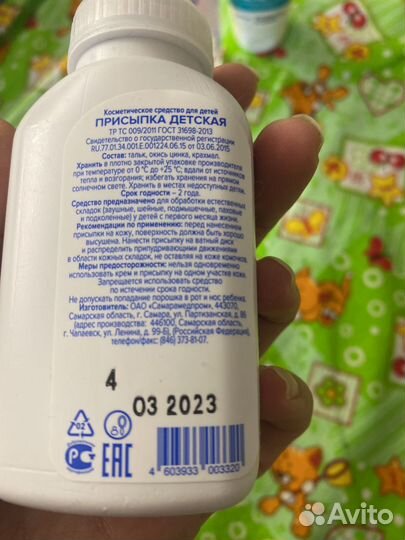 Косметическое средство для детей
ПРИСЫПКА ДЕТСКАЯ
ТР ТС 009/2011 ГОСТ 31698-2013
Свидетельство о государственной регистрации
RU.77.01.34.001.Е.001224.06.15 от 03.06.2015
Состав: тальк, окись цинка, крахмал.
Хранить в плотно закрытой упаковке производителя
при температуре от 0 °С до +25 °С; вдали от источников
тепла и возгорания; избегать хранения на прямом
солнечном свете. Хранить в местах недоступных детям.
Срок годности – 2 года.
Средство предназначено для обработки естественных
складок (заушные, шейные, подмышечные, паховые
и подколенные) у детей с первого месяца жизни.
Рекомендации по применению: перед нанесением
присыпки на кожу, поверхность должна быть хорошо
высушена. Нанести присыпку на ватный диск
и распределить припудривающими движениями
в области кожных складок, не оставляя на коже комочков.
Меры предосторожности: нельзя одновременно
использовать крем и присыпку на одном участке кожи.
Запрещается использовать средство
по истечении срока годности.
Не допускать попадание порошка в рот и нос ребенка.
Изготовитель: ОАО «Самарамедпром», 443070,
Самарская область, г. Самара, ул. Партизанская, д. 86
(адрес производства: 446100, Самарская область,
г. Чапаевск, ул. Ленина, д. 99-Б), (Российская Федерация)
телефон/факс: (846) 373-81-07.
4
03 2023
02
ЕАС
4 603933 003320
Avito